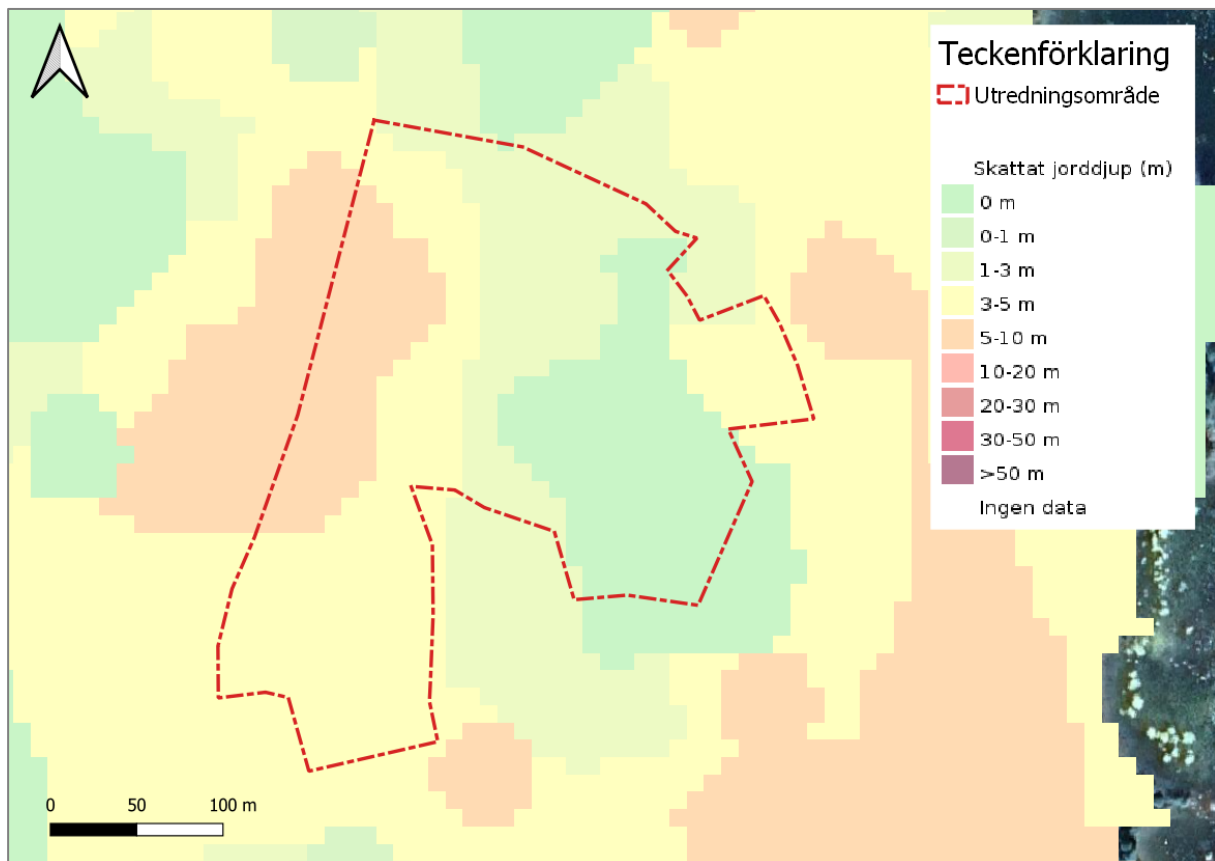 Teckenförklaring
Utredningsområde
Skattat jorddjup (m)
0 m
0-1 m
1-3 m
3-5 m
5-10 m
10-20 m
20-30 m
30-50 m
>50 m
Ingen data
0 50 100 m